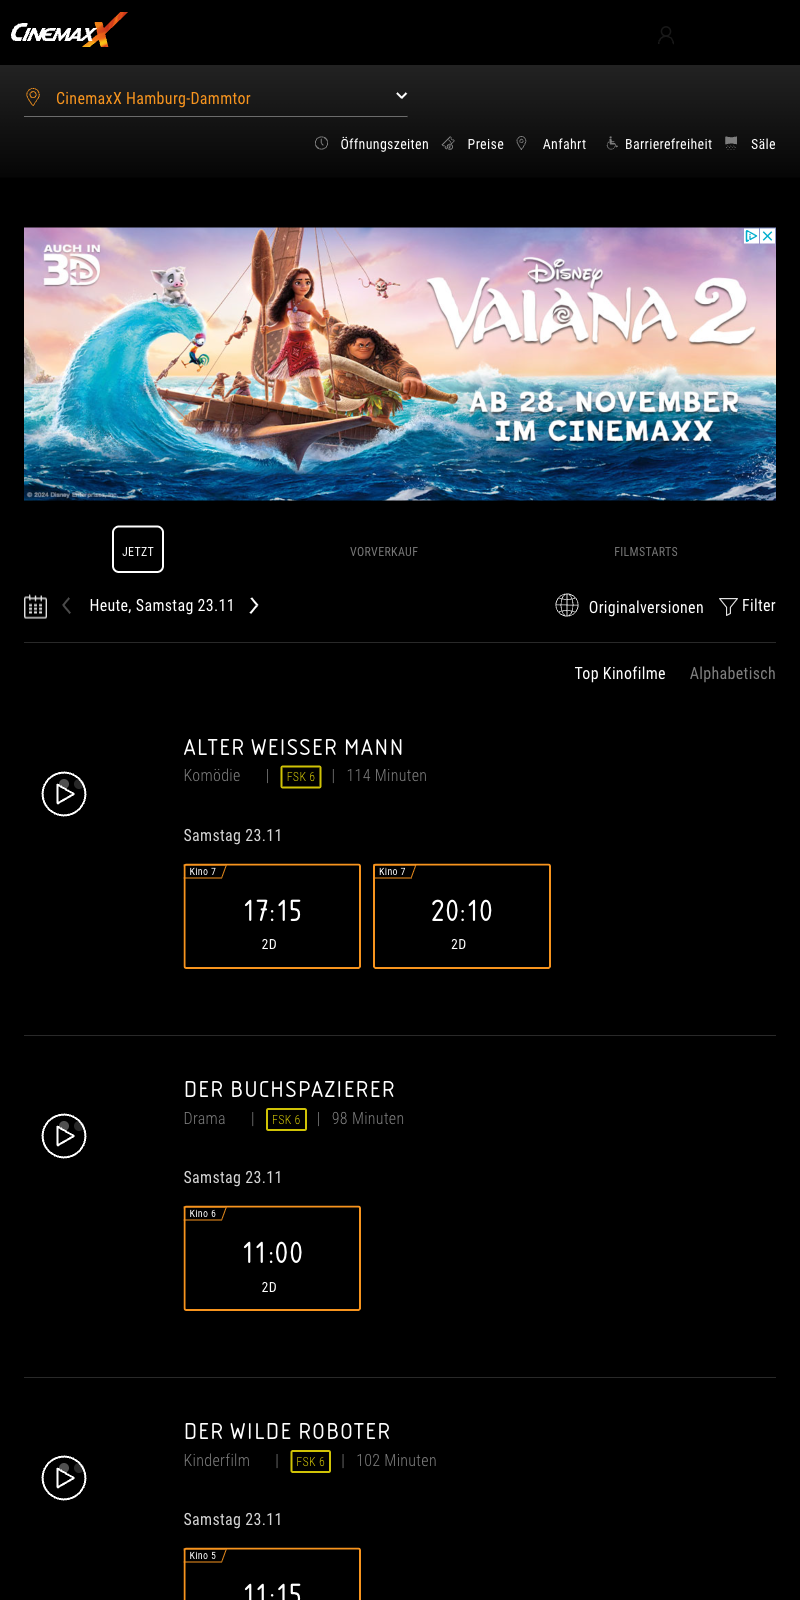 CINEMAXX
CinemaxX Hamburg-Dammtor
Öffnungszeiten Preise Anfahrt Barrierefreiheit Säle
AUCH IN
3D
DISNEY
VAIANA 2
AB 28. NOVEMBER
IM CINEMAXX
© 2024 Disney Enterprises, Inc.
JETZT VORVERKAUF FILMSTARTS
Heute, Samstag 23.11 Originalversionen Filter
Top Kinofilme Alphabetisch
ALTER WEISSER MANN
Komödie | FSK 6 | 114 Minuten
Samstag 23.11
Kino 7 Kino 7
17:15 20:10
2D 2D
DER BUCHSPAZIERER
Drama | FSK 6 | 98 Minuten
Samstag 23.11
Kino 6
11:00
2D
DER WILDE ROBOTER
Kinderfilm | FSK 6 | 102 Minuten
Samstag 23.11
Kino 5
11:15